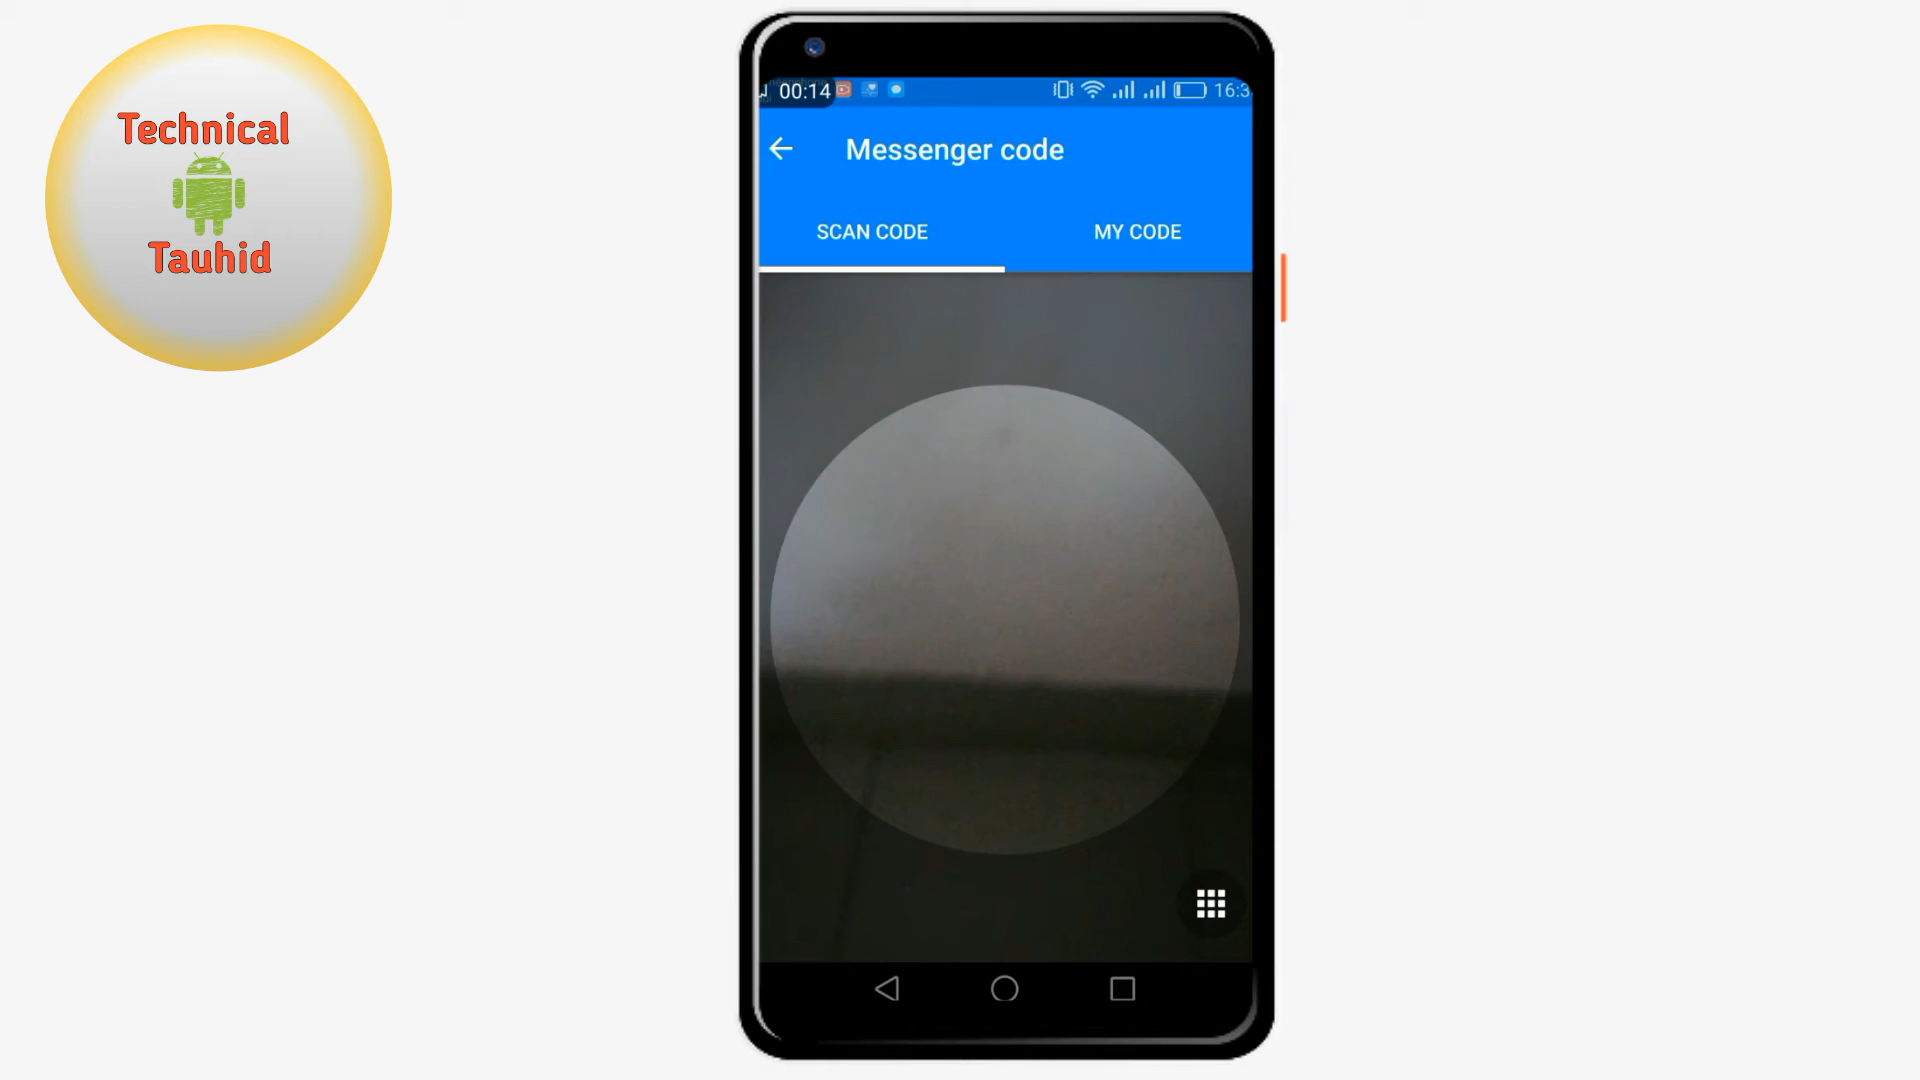 Technical
Tauhid
00:14
16:3
Messenger code
SCAN CODE
MY CODE